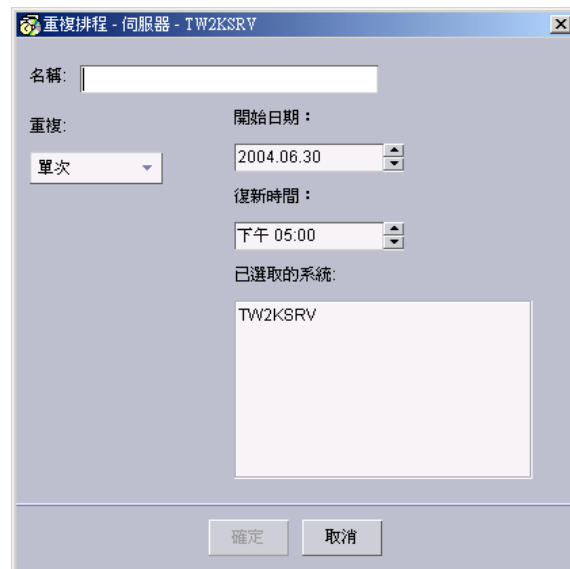 重複排程 - 伺服器 - TW2KSRV
名稱:
重複:
單次
開始日期：
2004.06.30
復新時間：
下午 05:00
已選取的系統:
TW2KSRV
確定
取消